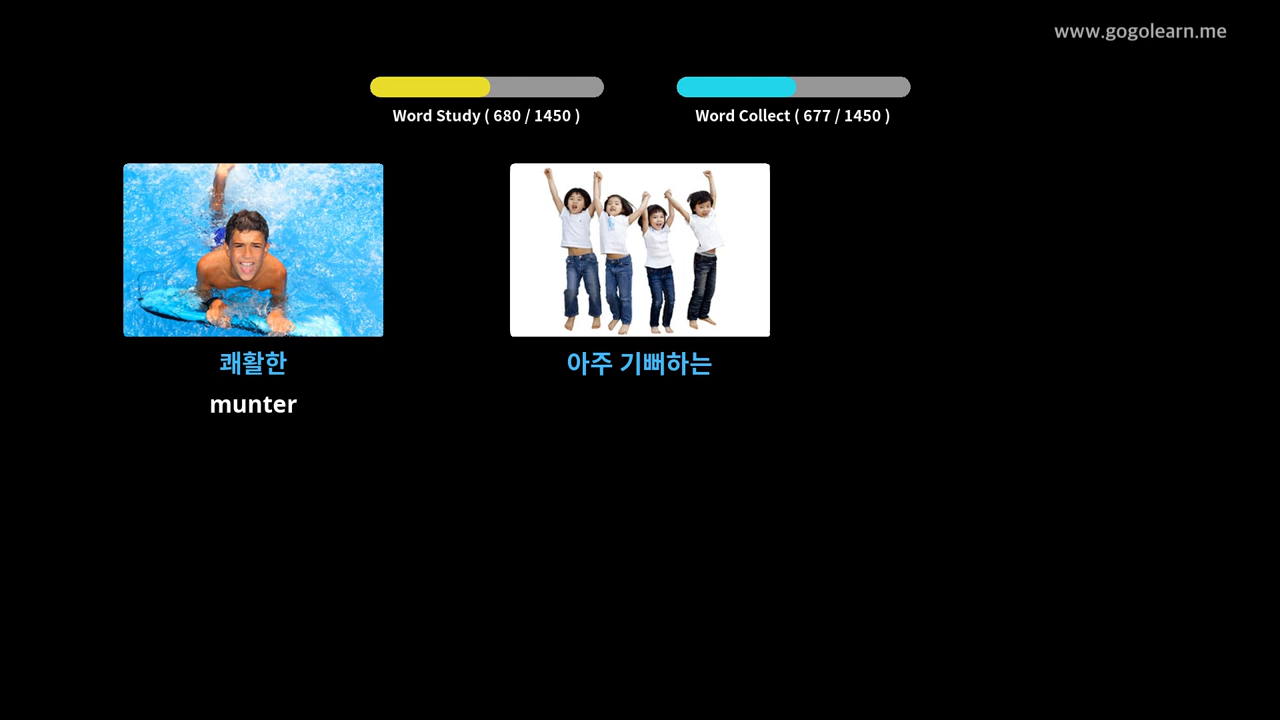 www.gogolearn.me
Word Study ( 680 / 1450 )
Word Collect ( 677 / 1450 )
쾌활한
munter
아주 기뻐하는